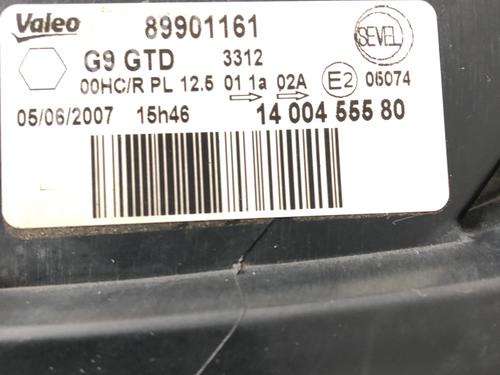 Valeo 89901161
SEVEL
G9 GTD 3312
00HC/R PL 12.5 01 1a 02A E2 05074
05/06/2007 15h46 14 004 555 80